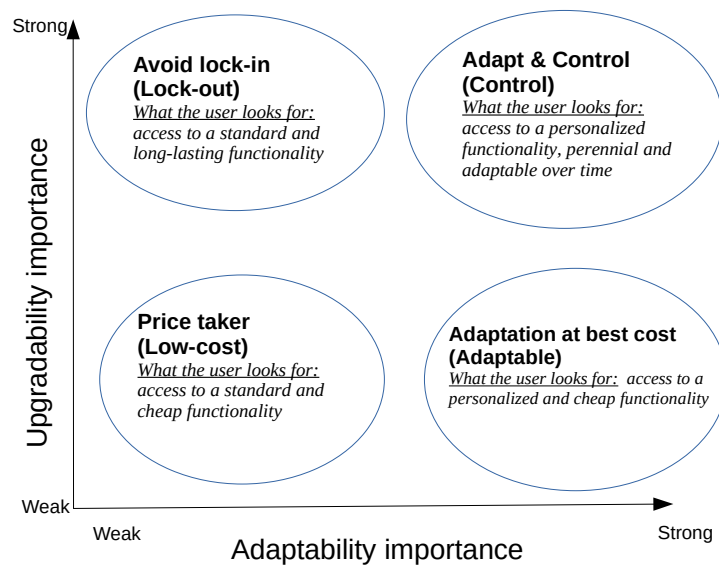 Strong
Avoid lock-in
(Lock-out)
What the user looks for:
access to a standard and
long-lasting functionality
Adapt & Control
(Control)
What the user looks for:
access to a personalized
functionality, perennial and
adaptable over time
Upgradability importance
Price taker
(Low-cost)
What the user looks for:
access to a standard and
cheap functionality
Adaptation at best cost
(Adaptable)
What the user looks for: access to a
personalized and cheap functionality
Weak
Weak
Strong
Adaptability importance